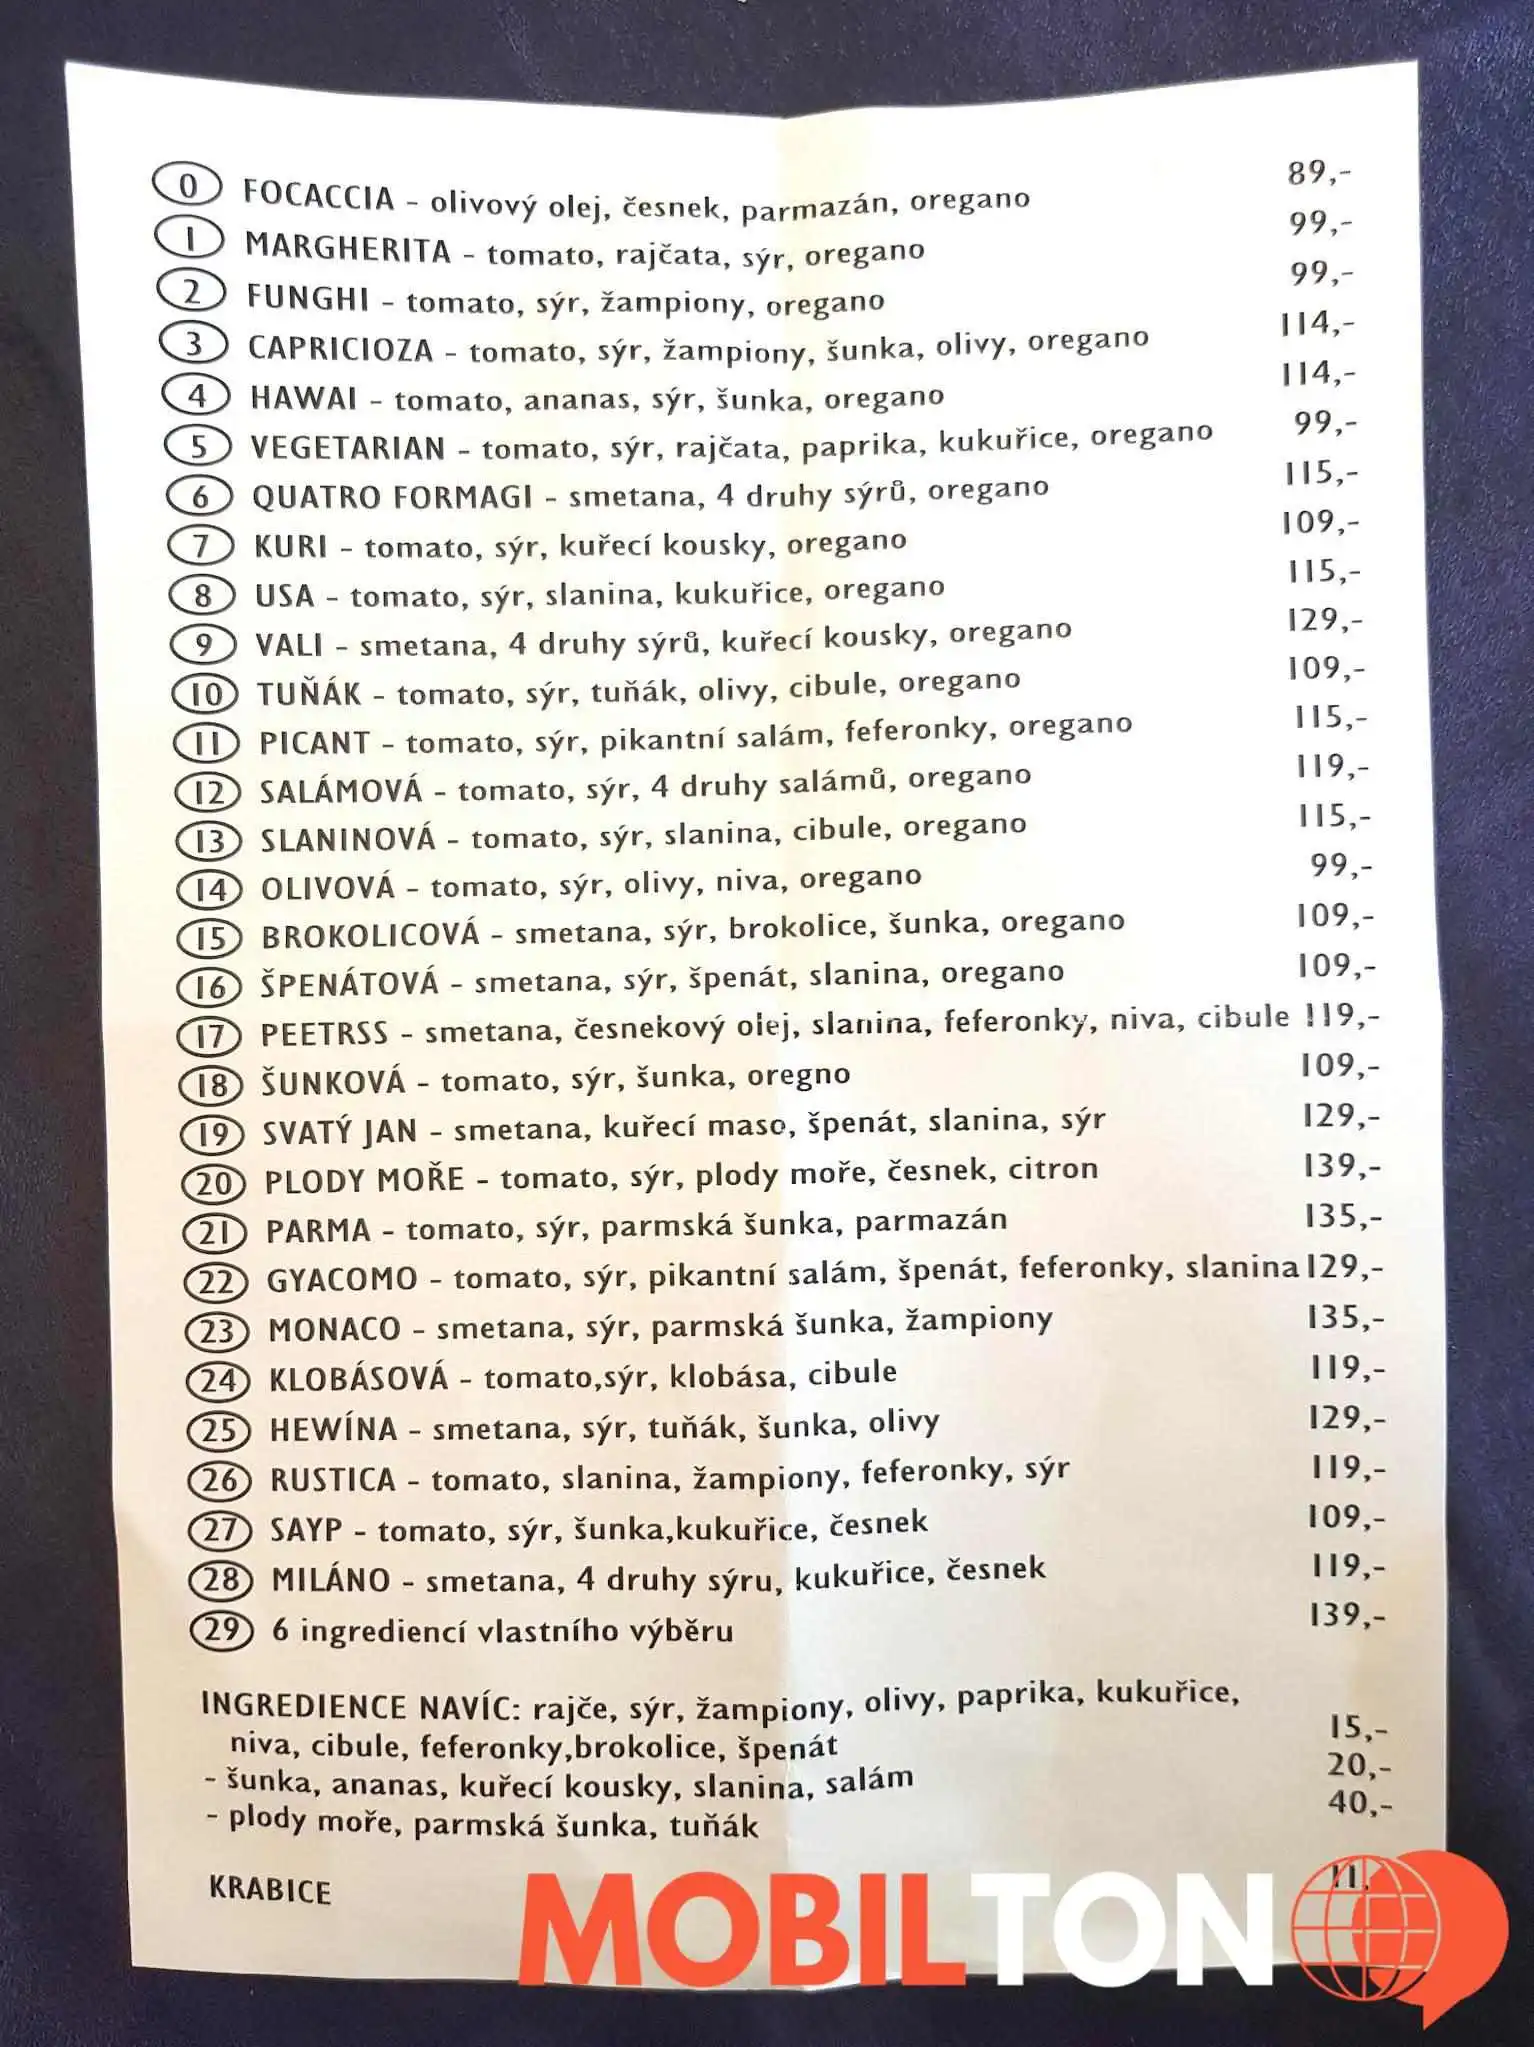 0 FOCACCIA - olivový olej, česnek, parmazán, oregano 89,-
1 MARGHERITA - tomato, rajčata, sýr, oregano 99,-
2 FUNGHI - tomato, sýr, žampiony, oregano 99,-
3 CAPRICIOZA - tomato, sýr, žampiony, šunka, olivy, oregano 114,-
4 HAWAI - tomato, ananas, sýr, šunka, oregano 114,-
5 VEGETARIAN - tomato, sýr, rajčata, paprika, kukuřice, oregano 99,-
6 QUATRO FORMAGI - smetana, 4 druhy sýrů, oregano 115,-
7 KURI - tomato, sýr, kuřecí kousky, oregano 109,-
8 USA - tomato, sýr, slanina, kukuřice, oregano 115,-
9 VALI - smetana, 4 druhy sýrů, kuřecí kousky, oregano 129,-
10 TUŇÁK - tomato, sýr, tuňák, olivy, cibule, oregano 109,-
11 PICANT - tomato, sýr, pikantní salám, feferonky, oregano 115,-
12 SALÁMOVÁ - tomato, sýr, 4 druhy salámů, oregano 119,-
13 SLANINOVÁ - tomato, sýr, slanina, cibule, oregano 115,-
14 OLIVOVÁ - tomato, sýr, olivy, niva, oregano 99,-
15 BROKOLICOVÁ - smetana, sýr, brokolice, šunka, oregano 109,-
16 ŠPENÁTOVÁ - smetana, sýr, špenát, slanina, oregano 109,-
17 PEETRSS - smetana, česnekový olej, slanina, feferonky, niva, cibule 119,-
18 ŠUNKOVÁ - tomato, sýr, šunka, oregno 109,-
19 SVATÝ JAN - smetana, kuřecí maso, špenát, slanina, sýr 129,-
20 PLODY MOŘE - tomato, sýr, plody moře, česnek, citron 139,-
21 PARMA - tomato, sýr, parmská šunka, parmazán 135,-
22 GYACOMO - tomato, sýr, pikantní salám, špenát, feferonky, slanina 129,-
23 MONACO - smetana, sýr, parmská šunka, žampiony 135,-
24 KLOBÁSOVÁ - tomato,sýr, klobása, cibule 119,-
25 HEWÍNA - smetana, sýr, tuňák, šunka, olivy 129,-
26 RUSTICA - tomato, slanina, žampiony, feferonky, sýr 119,-
27 SAYP - tomato, sýr, šunka,kukuřice, česnek 109,-
28 MILÁNO - smetana, 4 druhy sýru, kukuřice, česnek 119,-
29 6 ingrediencí vlastního výběru 139,-
INGREDIENCE NAVÍC: rajče, sýr, žampiony, olivy, paprika, kukuřice,
niva, cibule, feferonky,brokolice, špenát 15,-
- šunka, ananas, kuřecí kousky, slanina, salám 20,-
- plody moře, parmská šunka, tuňák 40,-
KRABICE 11,
MOBILTON